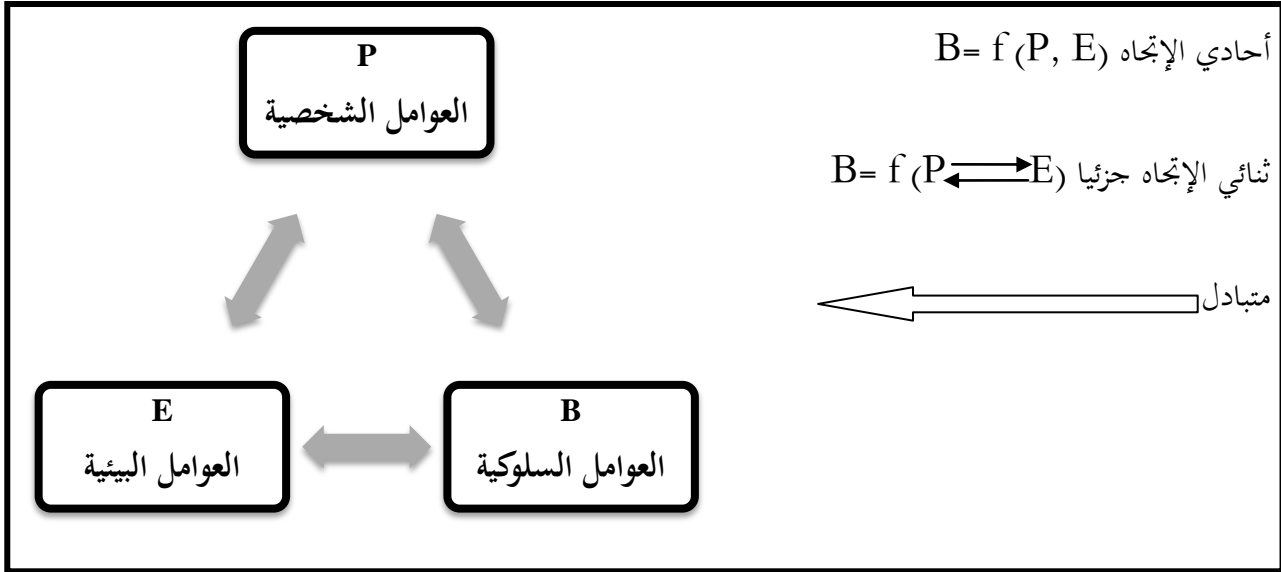 أحادي الإتجاه B= f (P, E)
ثنائي الإتجاه جزئيا B= f (P⇄E)
متبادل
P
العوامل الشخصية
B
العوامل السلوكية
E
العوامل البيئية